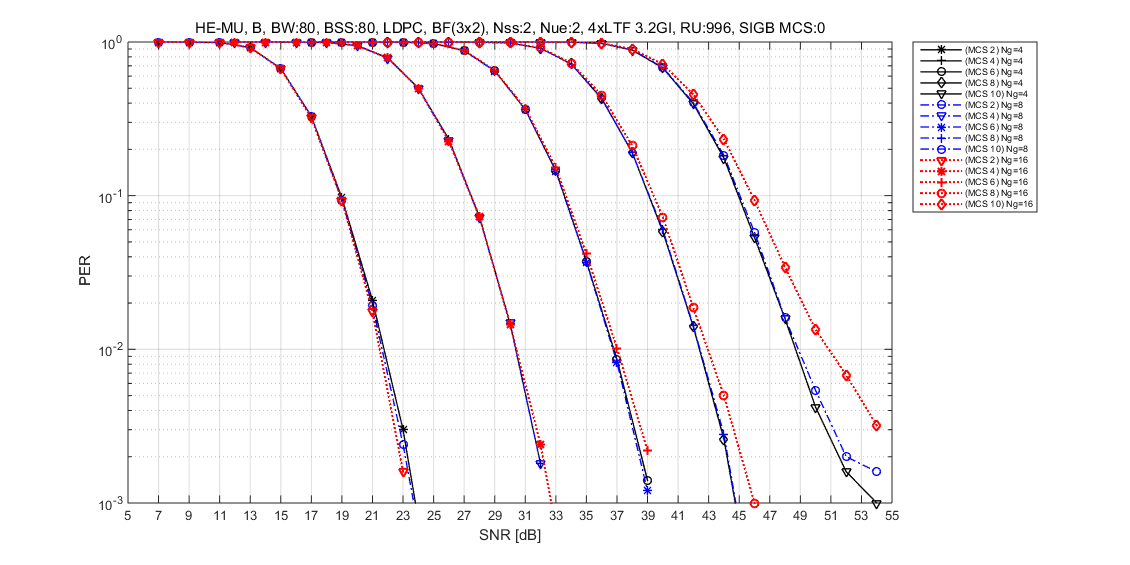 HE-MU, B, BW:80, BSS:80, LDPC, BF(3x2), Nss:2, Nue:2, 4xLTF 3.2GI, RU:996, SIGB MCS:0
10^0
10^-1
10^-2
10^-3
PER
5 7 9 11 13 15 17 19 21 23 25 27 29 31 33 35 37 39 41 43 45 47 49 51 53 55
SNR [dB]
(MCS 2) Ng=4
(MCS 4) Ng=4
(MCS 6) Ng=4
(MCS 8) Ng=4
(MCS 10) Ng=4
(MCS 2) Ng=8
(MCS 4) Ng=8
(MCS 6) Ng=8
(MCS 8) Ng=8
(MCS 10) Ng=8
(MCS 2) Ng=16
(MCS 4) Ng=16
(MCS 6) Ng=16
(MCS 8) Ng=16
(MCS 10) Ng=16